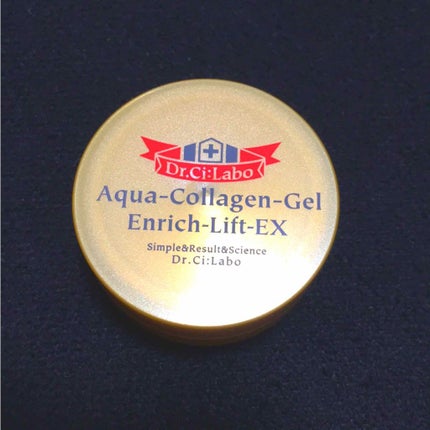 Dr.Ci:Labo
Aqua-Collagen-Gel
Enrich-Lift-EX
Simple&Result&Science
Dr.Ci:Labo